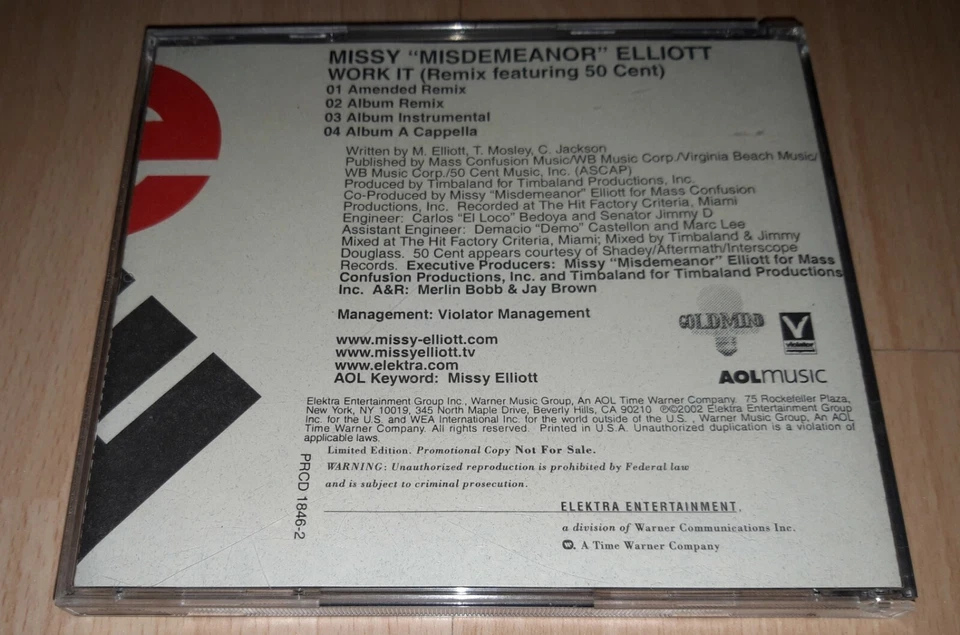 MISSY "MISDEMEANOR" ELLIOTT
WORK IT (Remix featuring 50 Cent)
01 Amended Remix
02 Album Remix
03 Album Instrumental
04 Album A Cappella
Written by M. Elliott, T. Mosley, C. Jackson
Published by Mass Confusion Music/WB Music Corp./Virginia Beach Music/
WB Music Corp./50 Cent Music, Inc. (ASCAP)
Produced by Timbaland for Timbaland Productions, Inc.
Co-Produced by Missy "Misdemeanor" Elliott for Mass Confusion
Productions, Inc. Recorded at The Hit Factory Criteria, Miami
Engineer: Carlos "El Loco" Bedoya and Senator Jimmy D
Assistant Engineer: Demacio "Demo" Castellon and Marc Lee
Mixed at The Hit Factory Criteria, Miami; Mixed by Timbaland & Jimmy
Douglass. 50 Cent appears courtesy of Shadey/Aftermath/Interscope
Records. Executive Producers: Missy "Misdemeanor" Elliott for Mass
Confusion Productions, Inc. and Timbaland for Timbaland Productions
Inc. A&R: Merlin Bobb & Jay Brown
Management: Violator Management
GOLDMIND
V
violator
www.missy-elliott.com
www.missyelliott.tv
www.elektra.com
AOL Keyword: Missy Elliott
AOLMUSIC
Elektra Entertainment Group Inc., Warner Music Group, An AOL Time Warner Company. 75 Rockefeller Plaza,
New York, NY 10019, 345 North Maple Drive, Beverly Hills, CA 90210 ℗©2002 Elektra Entertainment Group
Inc. for the U.S. and WEA International Inc. for the world outside of the U.S. , Warner Music Group, An AOL
Time Warner Company. All rights reserved. Printed in U.S.A. Unauthorized duplication is a violation of
applicable laws.
Limited Edition. Promotional Copy Not For Sale.
WARNING: Unauthorized reproduction is prohibited by Federal law
and is subject to criminal prosecution.
PRCD 1846-2
ELEKTRA ENTERTAINMENT,
a division of Warner Communications Inc.
A Time Warner Company